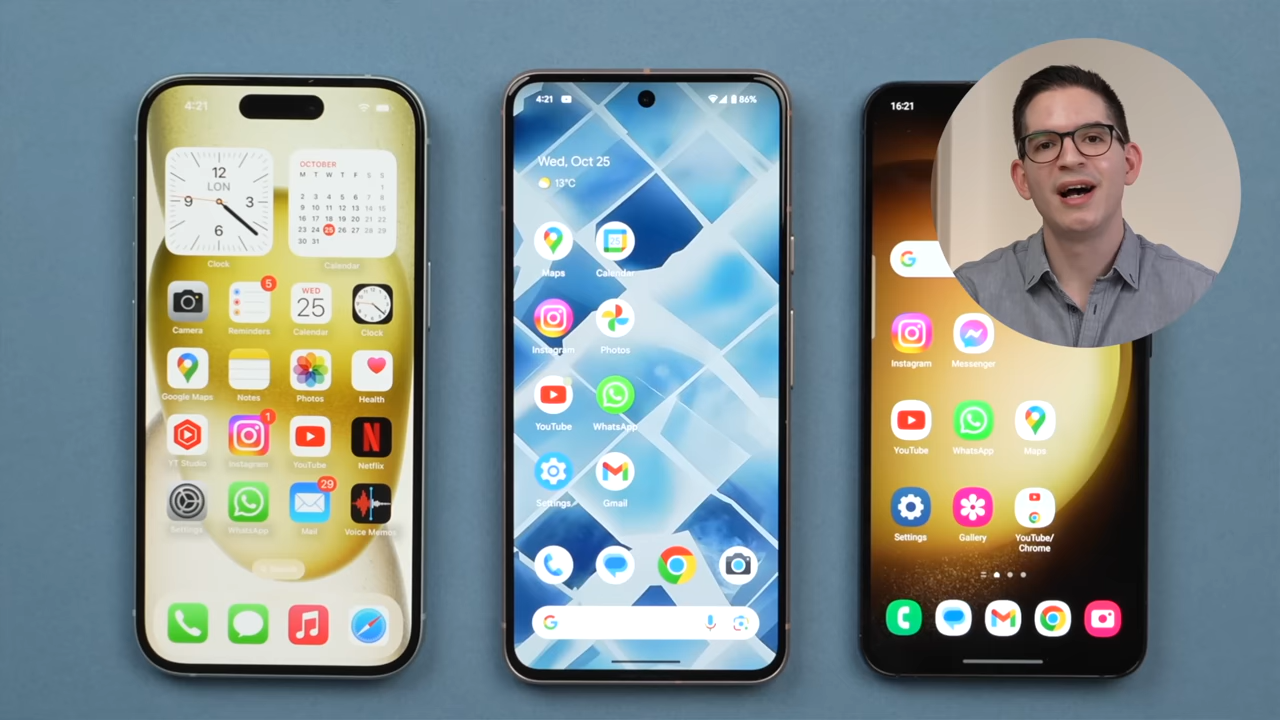 4:21
12
LON
9
3
6
Clock
OCTOBER
M T W T F S S
1
2 3 4 5 6 7 8
9 10 11 12 13 14 15
16 17 18 19 20 21 22
23 24 25 26 27 28 29
30 31
Calendar
5
WED
25
Camera
Reminders
Calendar
Clock
Google Maps
Notes
Photos
Health
1
N
YT Studio
Instagram
YouTube
Netflix
29
Settings
WhatsApp
Mail
Voice Memos
4:21
86%
Wed, Oct 25
13°C
25
Maps
Calendar
Instagram
Photos
YouTube
WhatsApp
Settings
Gmail
G
16:21
G
Instagram
Messenger
YouTube
WhatsApp
Maps
Settings
Gallery
YouTube/
Chrome